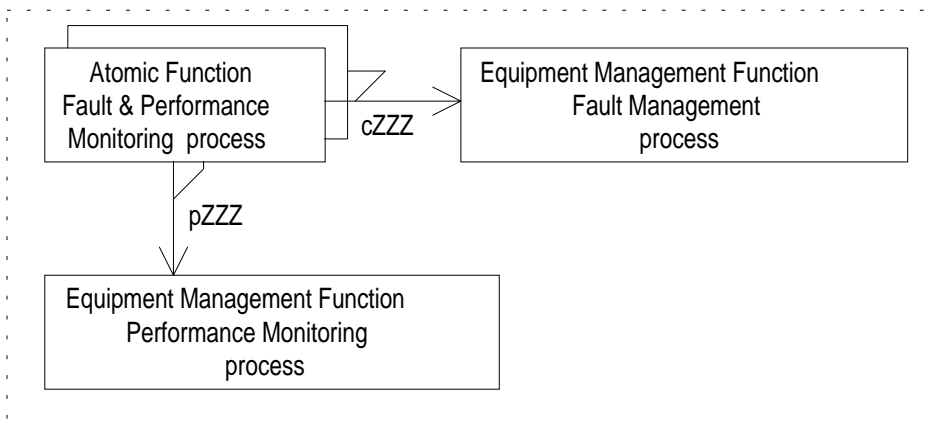 Atomic Function
Fault & Performance
Monitoring process
cZZZ
Equipment Management Function
Fault Management
process
pZZZ
Equipment Management Function
Performance Monitoring
process